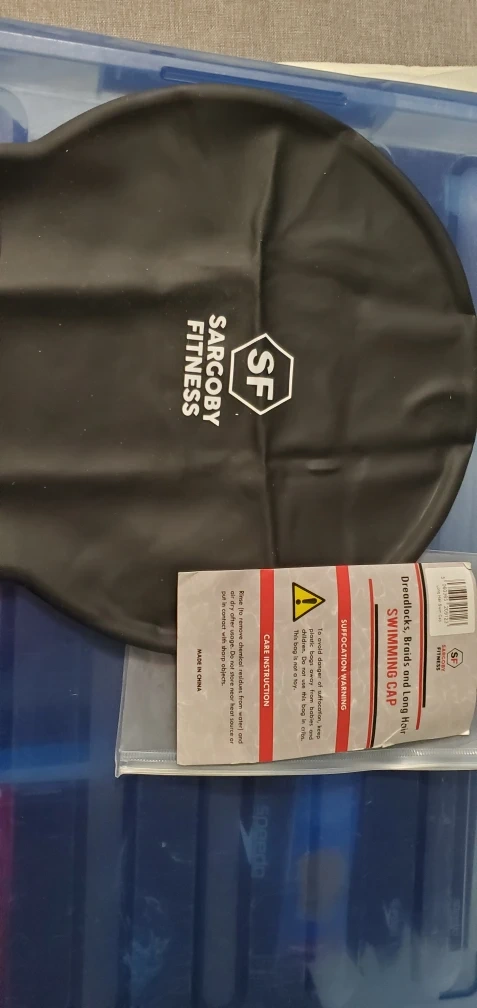 SF
SARGOBY
FITNESS
SF
SARGOBY
FITNESS
Dreadlocks, Braids and Long Hair
SWIMMING CAP
SUFFOCATION WARNING
To avoid danger of suffocation, keep
plastic bags away from babies and
children. Do not use this bag in cribs.
This bag is not a toy.
CARE INSTRUCTION
Rinse (to remove chemical residues from water) and
air dry after usage. Do not store near heat source or
put in contact with sharp objects.
MADE IN CHINA
speedo